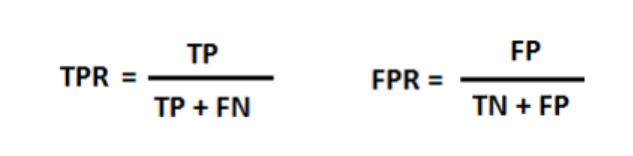 TPR = TP / TP + FN
FPR = FP / TN + FP